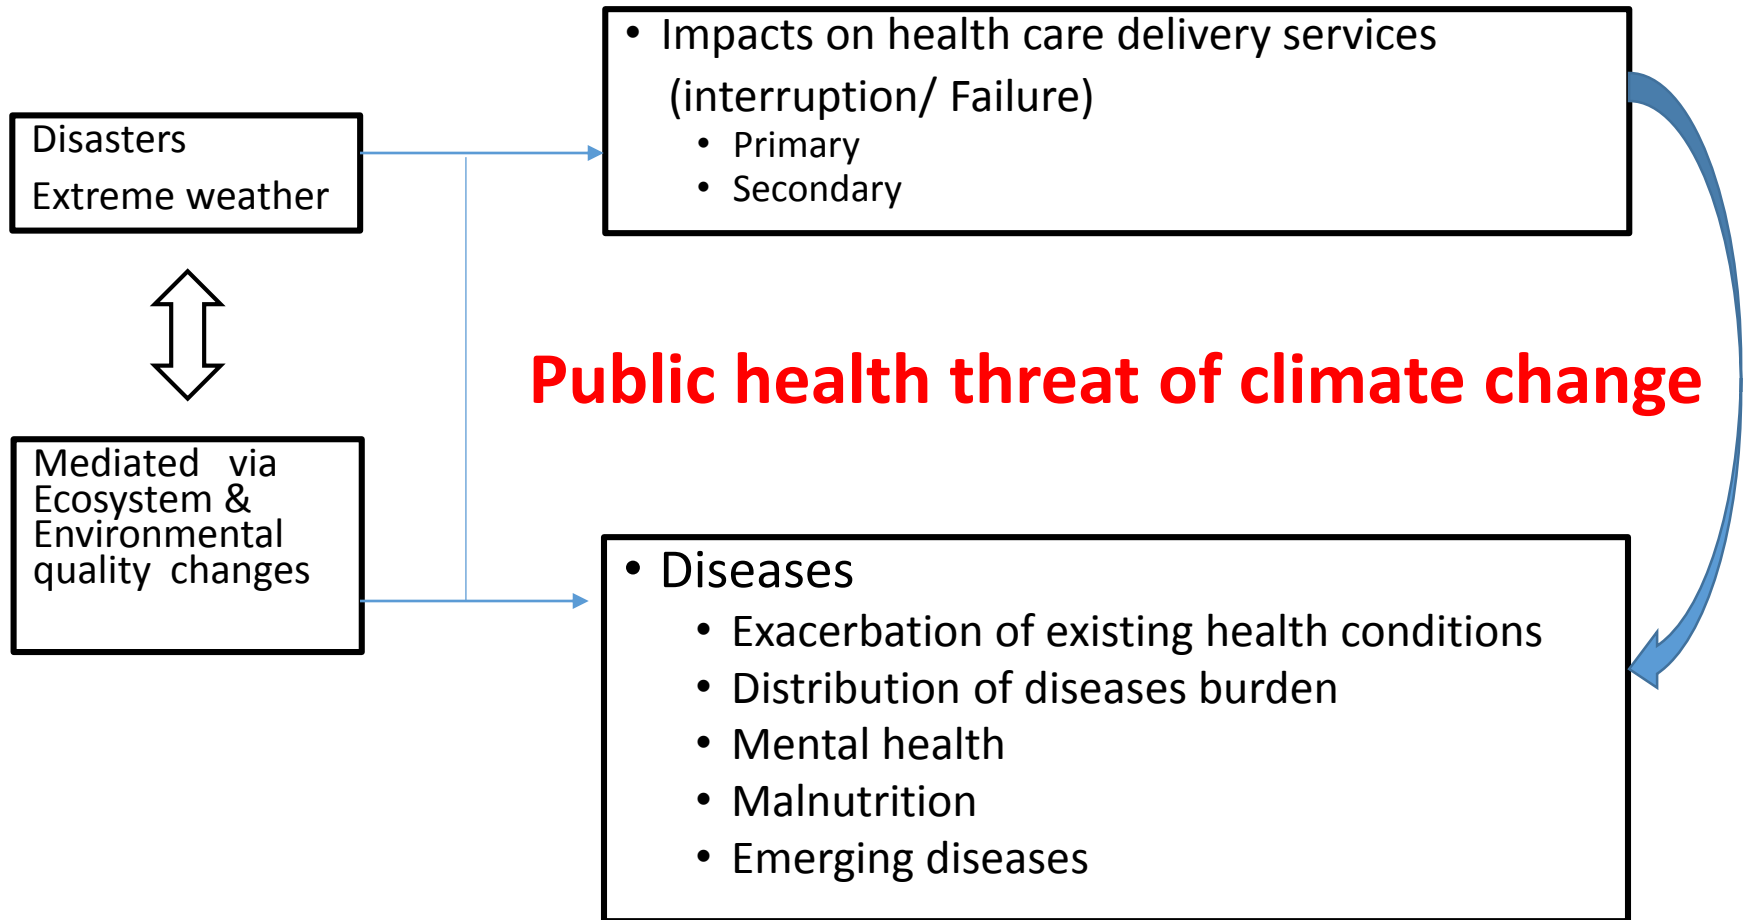 • Impacts on health care delivery services
(interruption/ Failure)
• Primary
• Secondary
Disasters
Extreme weather
Public health threat of climate change
Mediated via
Ecosystem &
Environmental
quality changes
• Diseases
• Exacerbation of existing health conditions
• Distribution of diseases burden
• Mental health
• Malnutrition
• Emerging diseases